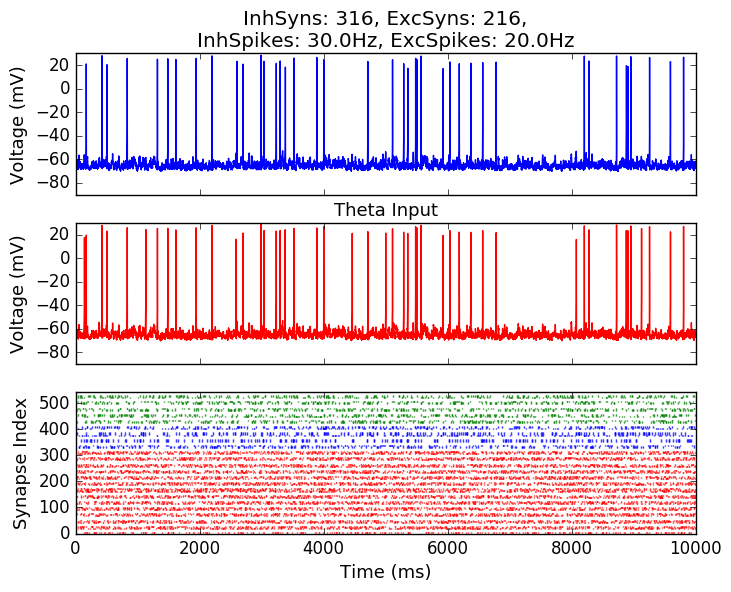 InhSyns: 316, ExcSyns: 216,
InhSpikes: 30.0Hz, ExcSpikes: 20.0Hz
Voltage (mV)
20
0
−20
−40
−60
−80
Theta Input
Voltage (mV)
20
0
−20
−40
−60
−80
Synapse Index
500
400
300
200
100
0
0 2000 4000 6000 8000 10000
Time (ms)